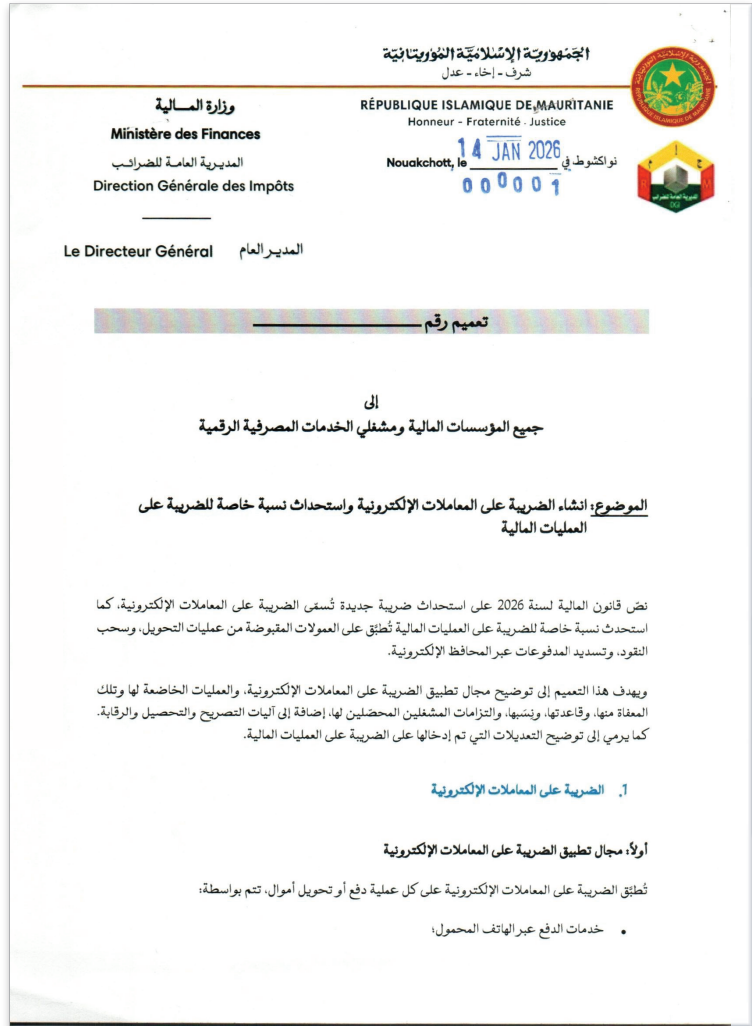 الجمهورية الإسلامية الموريتانية
شرف - إخاء - عدل
RÉPUBLIQUE ISLAMIQUE DE MAURITANIE
Honneur - Fraternité - Justice
وزارة المـــالية
Ministère des Finances
المديرية العامة للضرائب
Direction Générale des Impôts
14 JAN 2026
Nouakchott, le نواكشوط في
000001
Le Directeur Général المدير العام
DGI
تعميم رقم
إلى
جميع المؤسسات المالية ومشغلي الخدمات المصرفية الرقمية
الموضوع: انشاء الضريبة على المعاملات الإلكترونية واستحداث نسبة خاصة للضريبة على
العمليات المالية
نصّ قانون المالية لسنة 2026 على استحداث ضريبة جديدة تُسمّى الضريبة على المعاملات الإلكترونية، كما
استحدث نسبة خاصة للضريبة على العمليات المالية تُطبَّق على العمولات المقبوضة من عمليات التحويل، وسحب
النقود، وتسديد المدفوعات عبر المحافظ الإلكترونية.
ويهدف هذا التعميم إلى توضيح مجال تطبيق الضريبة على المعاملات الإلكترونية، والعمليات الخاضعة لها وتلك
المعفاة منها، وقاعدتها، ونِسَبها، والتزامات المشغلين المحصّلين لها، إضافة إلى آليات التصريح والتحصيل والرقابة.
كما يرمي إلى توضيح التعديلات التي تم إدخالها على الضريبة على العمليات المالية.
أ. الضريبة على المعاملات الإلكترونية
أولاً: مجال تطبيق الضريبة على المعاملات الإلكترونية
تُطبَّق الضريبة على المعاملات الإلكترونية على كل عملية دفع أو تحويل أموال، تتم بواسطة:
• خدمات الدفع عبر الهاتف المحمول؛